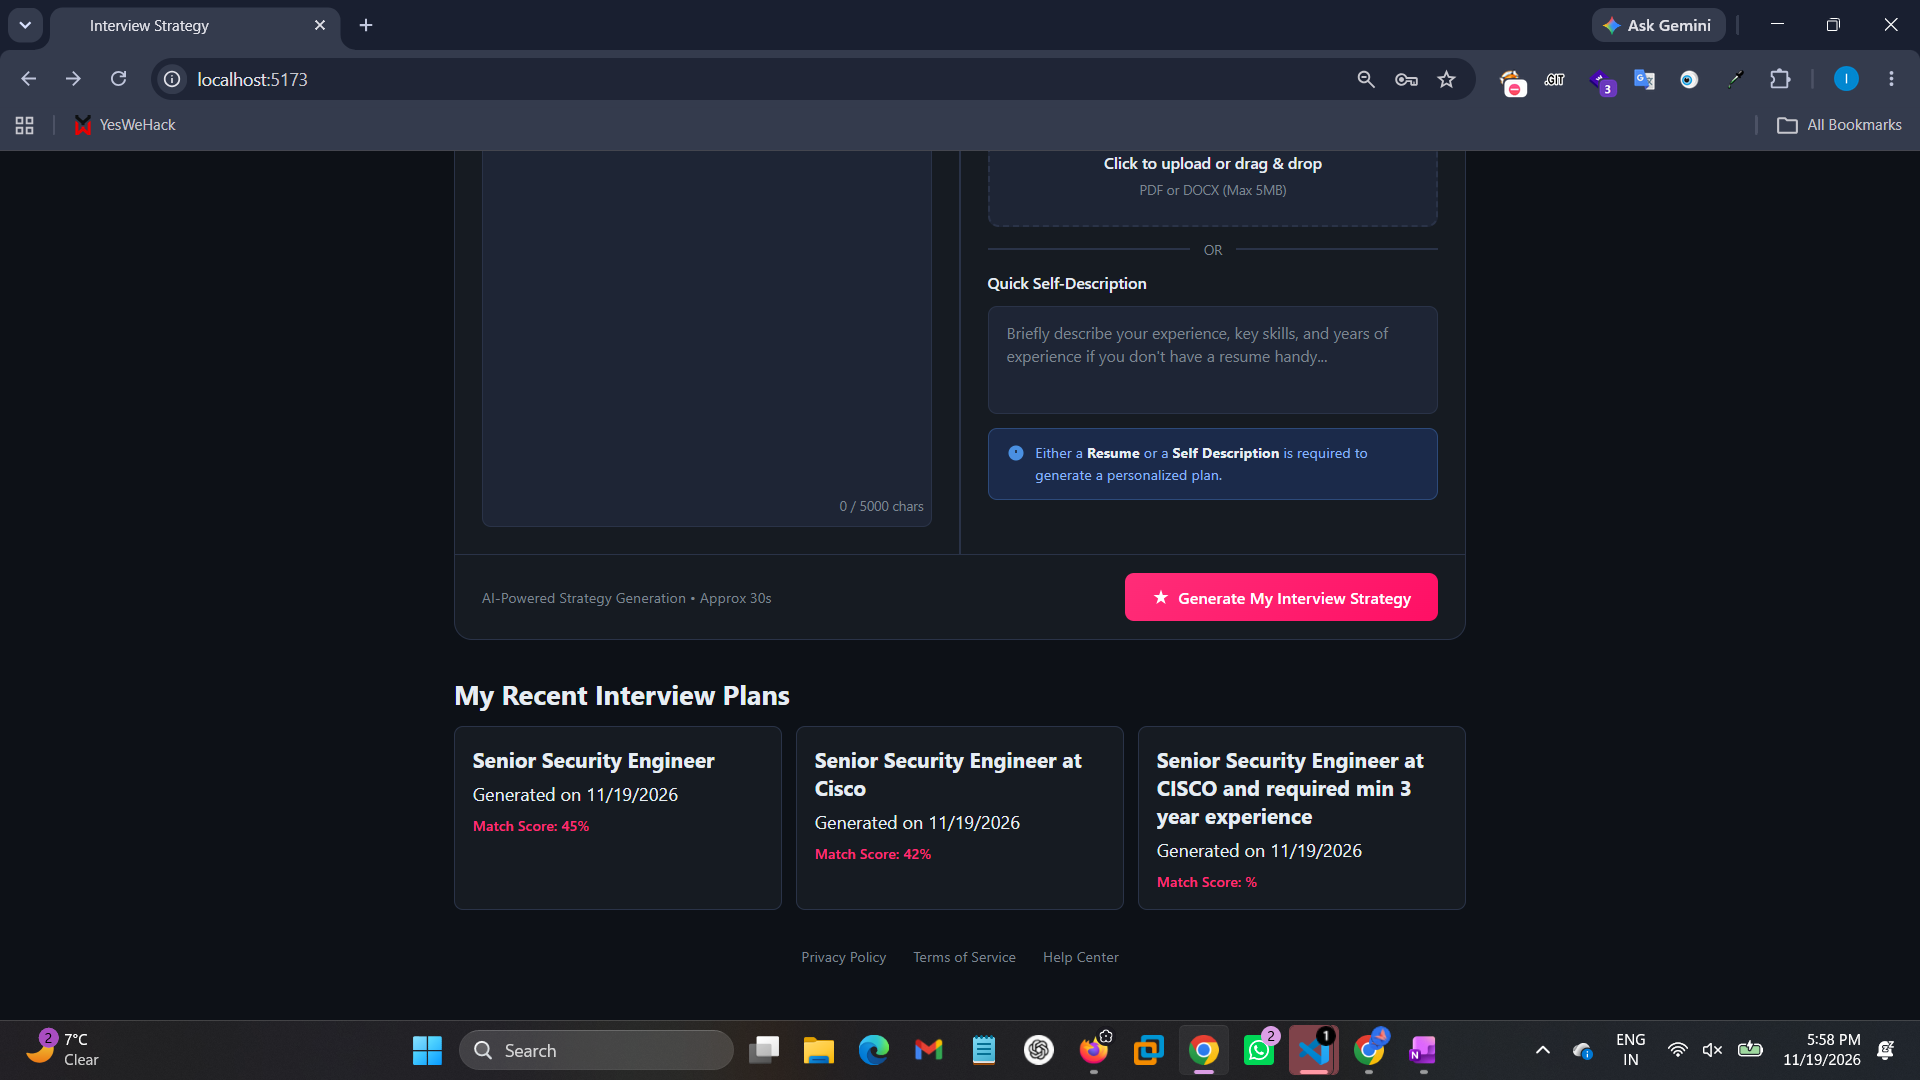 Interview Strategy
Ask Gemini
localhost:5173
.GIT
3
I
YesWeHack
All Bookmarks
Click to upload or drag & drop
PDF or DOCX (Max 5MB)
OR
Quick Self-Description
Briefly describe your experience, key skills, and years of
experience if you don't have a resume handy...
Either a Resume or a Self Description is required to
generate a personalized plan.
0 / 5000 chars
AI-Powered Strategy Generation • Approx 30s
★ Generate My Interview Strategy
My Recent Interview Plans
Senior Security Engineer
Generated on 11/19/2026
Match Score: 45%
Senior Security Engineer at
Cisco
Generated on 11/19/2026
Match Score: 42%
Senior Security Engineer at
CISCO and required min 3
year experience
Generated on 11/19/2026
Match Score: %
Privacy Policy
Terms of Service
Help Center
2
7°C
Clear
Search
2
1
N
ENG
IN
5:58 PM
11/19/2026